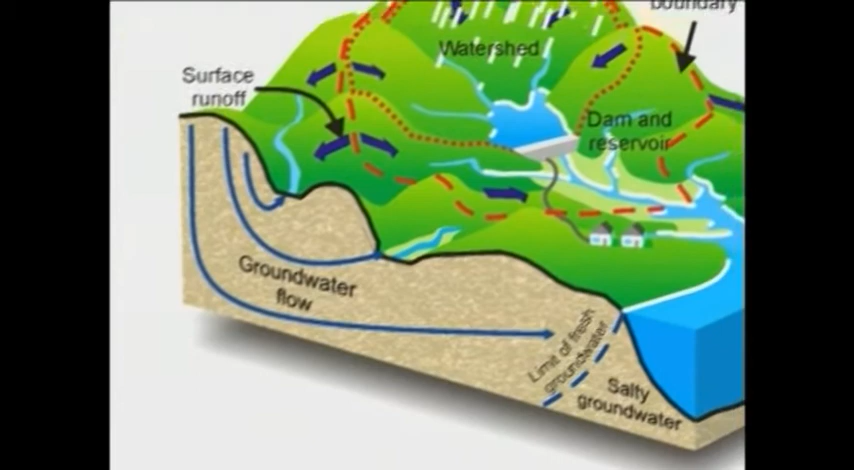 boundary
Watershed
Surface
runoff
Dam and
reservoir
Groundwater
flow
Limit of fresh
groundwater
Salty
groundwater